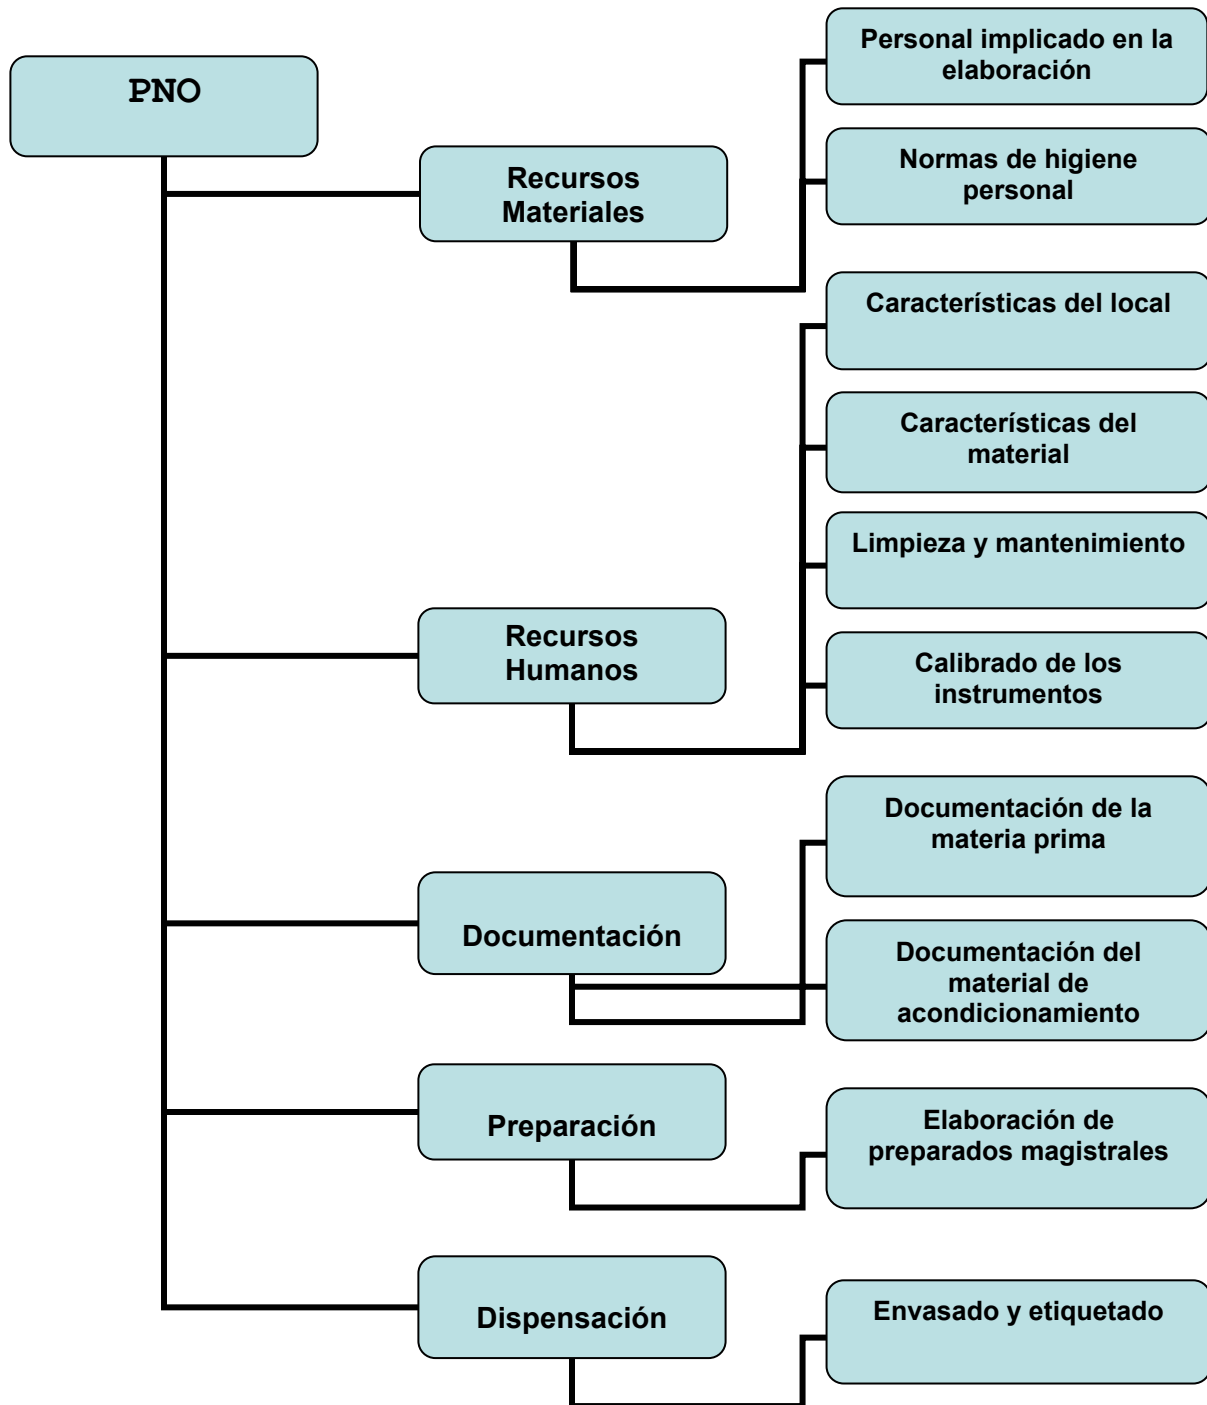 PNO
Recursos
Materiales
Personal implicado en la
elaboración
Normas de higiene
personal
Recursos
Humanos
Características del local
Características del
material
Limpieza y mantenimiento
Calibrado de los
instrumentos
Documentación
Documentación de la
materia prima
Documentación del
material de
acondicionamiento
Preparación
Elaboración de
preparados magistrales
Dispensación
Envasado y etiquetado